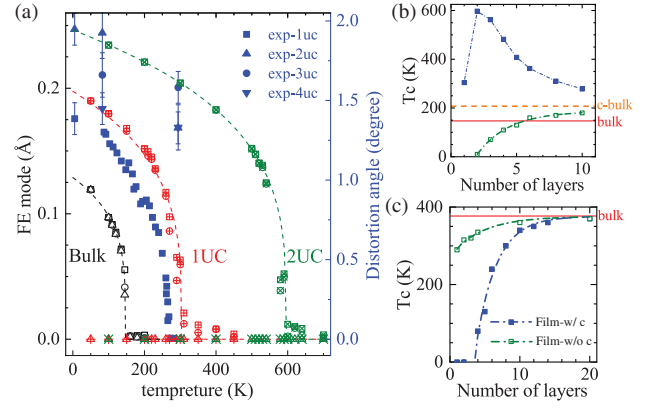 (a)
2.0
1.5
1.0
0.5
0.0
Distortion angle (degree)
0.2
0.1
0.0
FE mode (Å)
exp-1uc
exp-2uc
exp-3uc
exp-4uc
Bulk
1UC
2UC
0
200
400
600
tempreture (K)
(b)
600
400
200
0
Tc (K)
c-bulk
bulk
0
5
10
Number of layers
(c)
400
200
0
Tc (K)
bulk
Film-w/ c
Film-w/o c
0
10
20
Number of layers